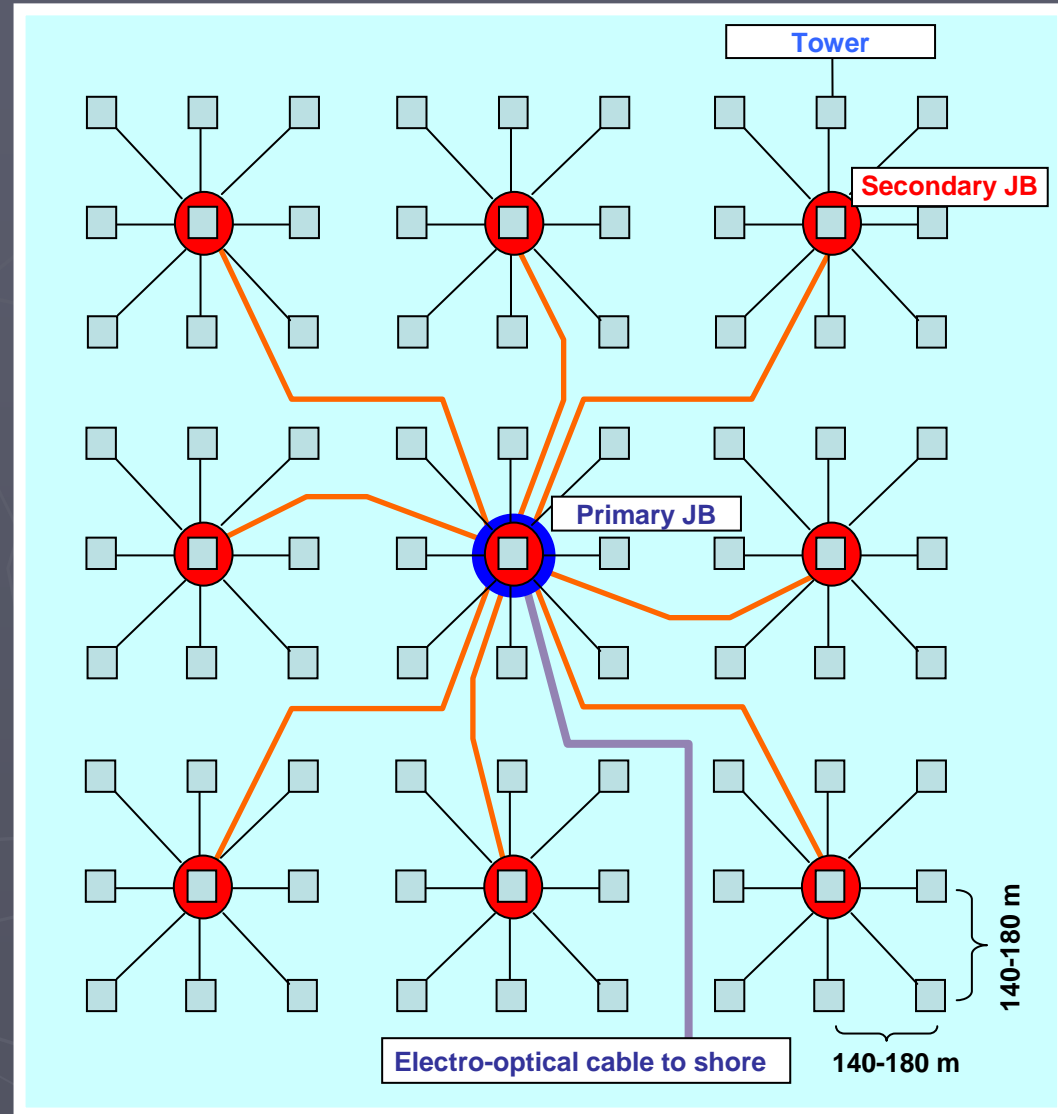 Tower
Secondary JB
Primary JB
140-180 m
Electro-optical cable to shore
140-180 m